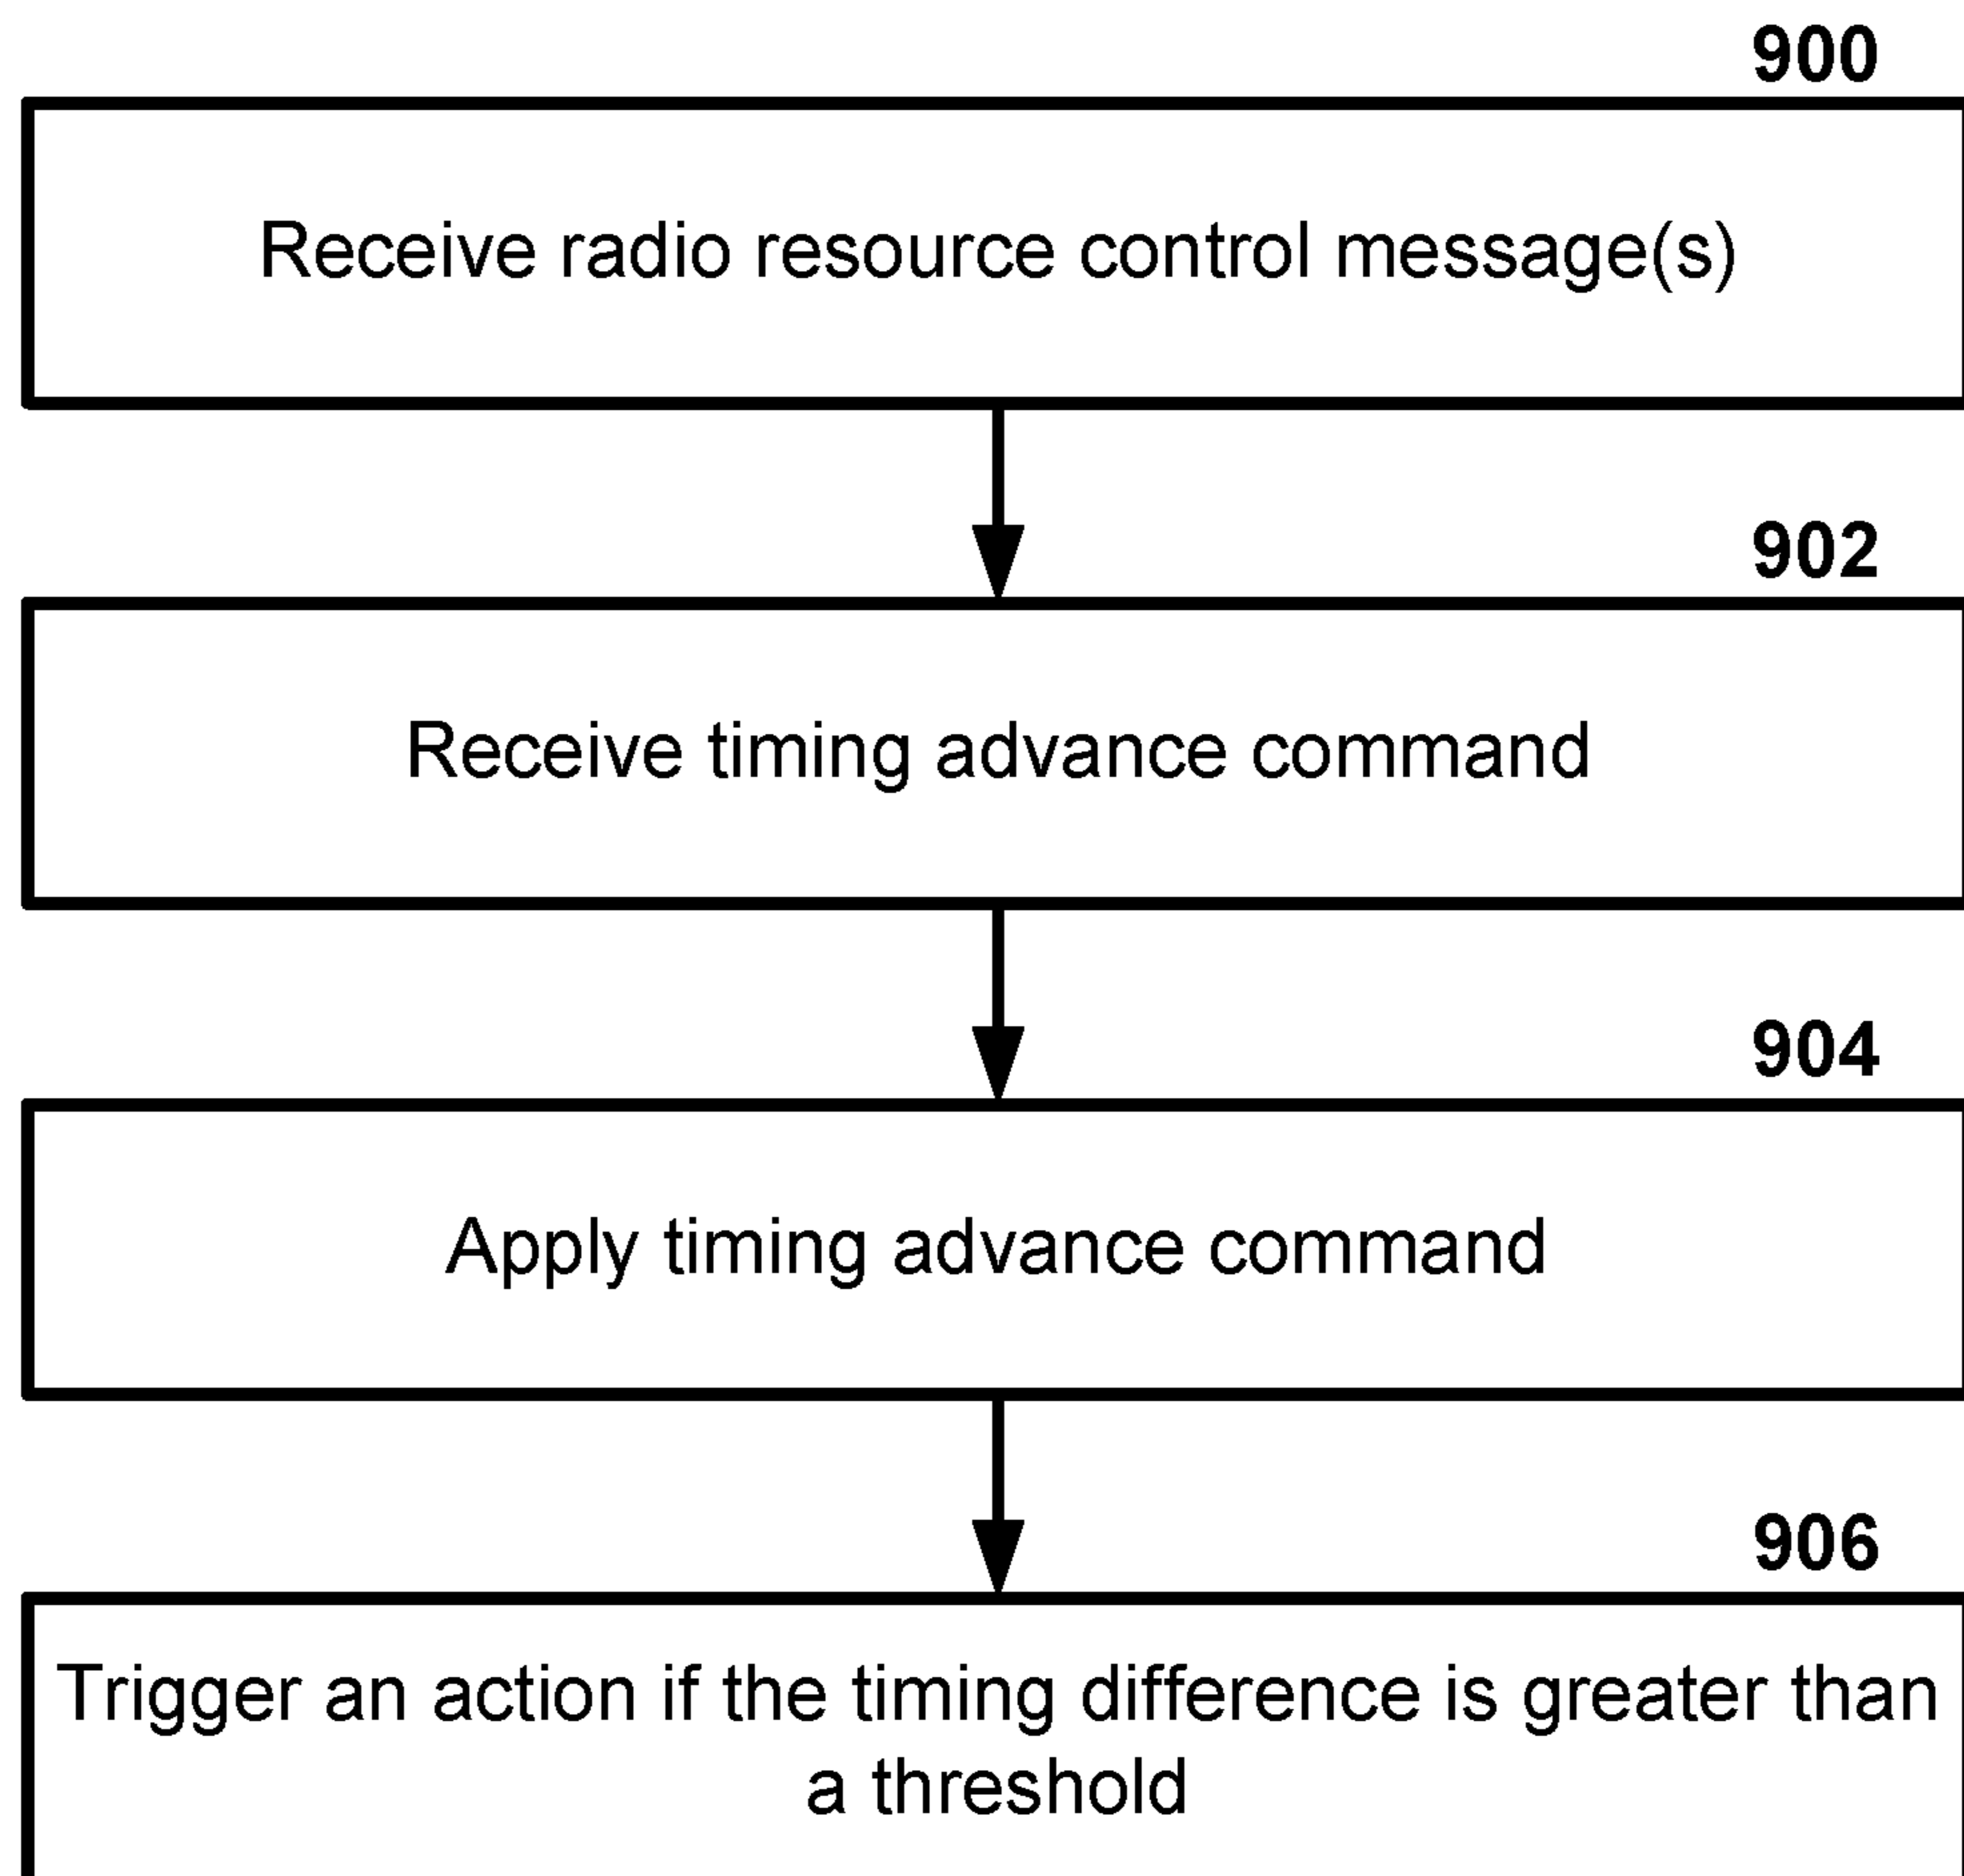 900
Receive radio resource control message(s)
902
Receive timing advance command
904
Apply timing advance command
906
Trigger an action if the timing difference is greater than
a threshold